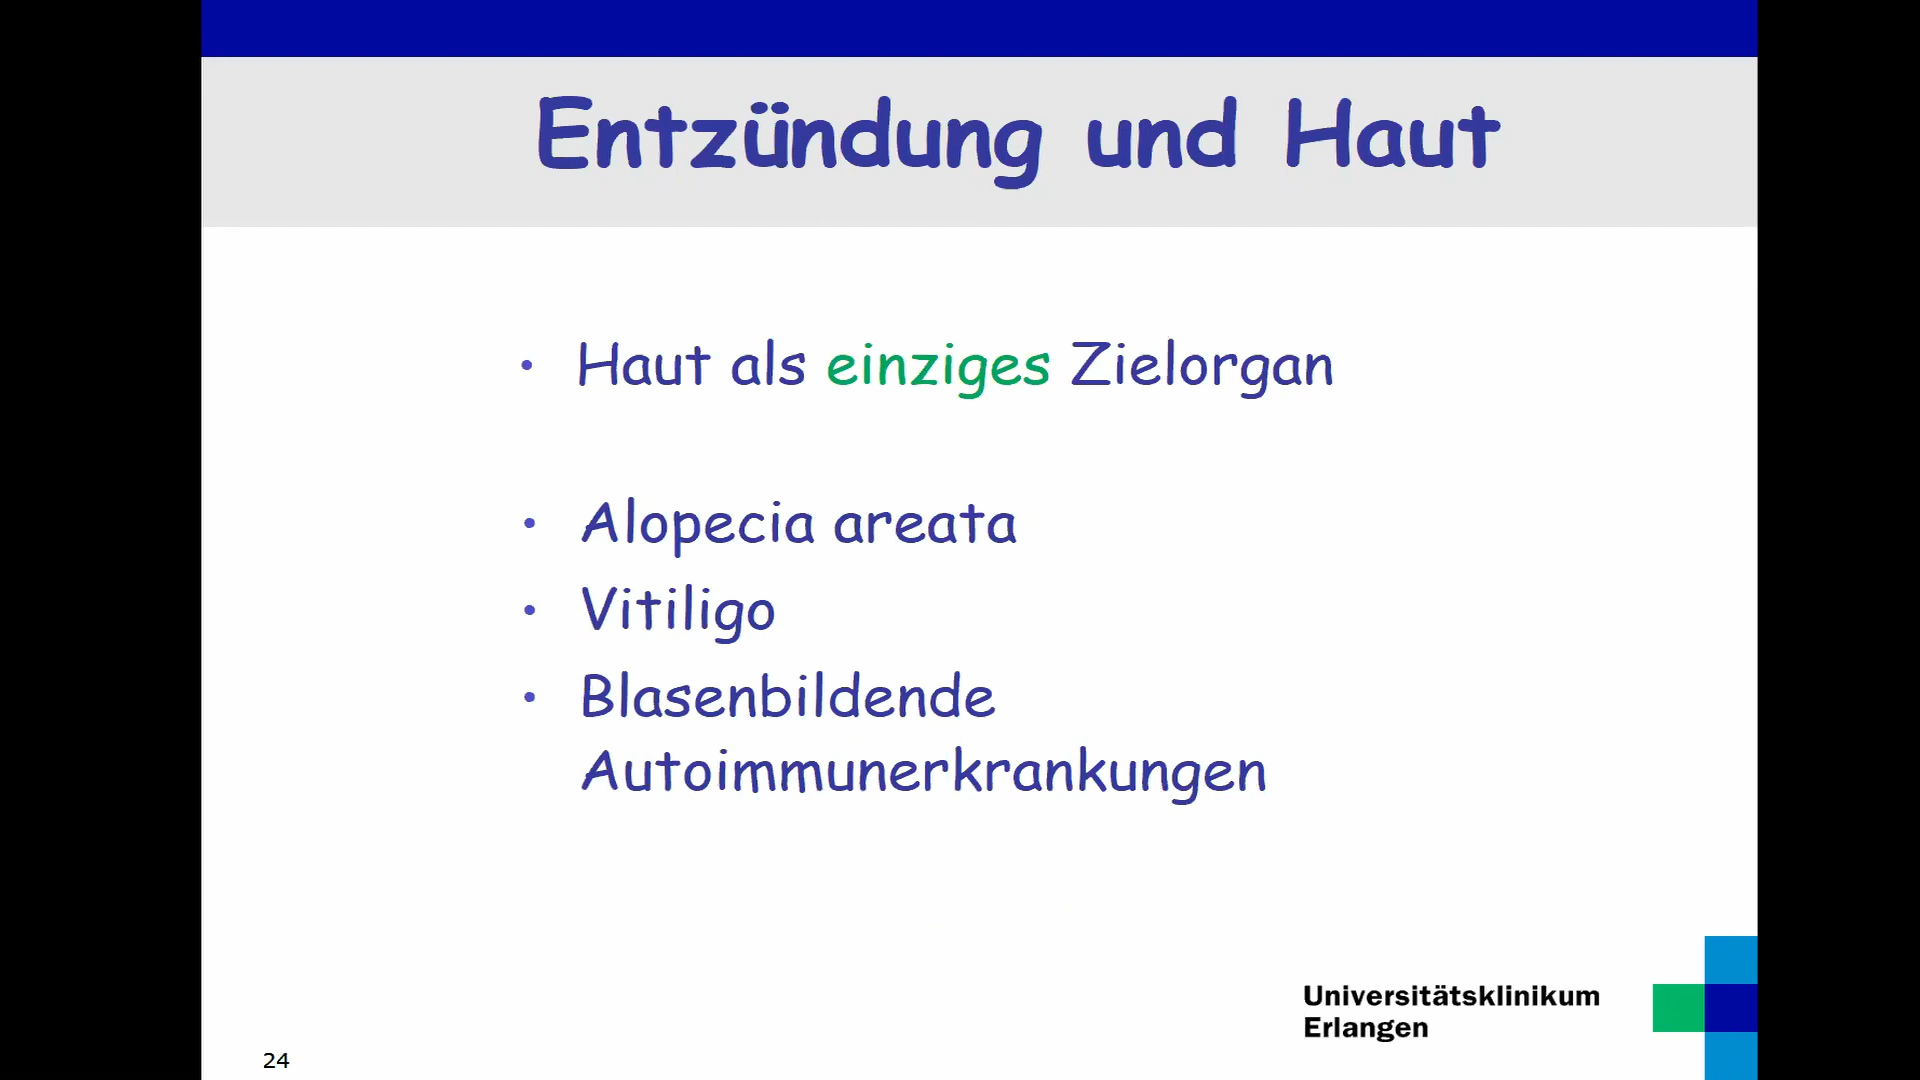 Entzündung und Haut
• Haut als einziges Zielorgan
• Alopecia areata
• Vitiligo
• Blasenbildende
Autoimmunerkrankungen
Universitätsklinikum
Erlangen
24